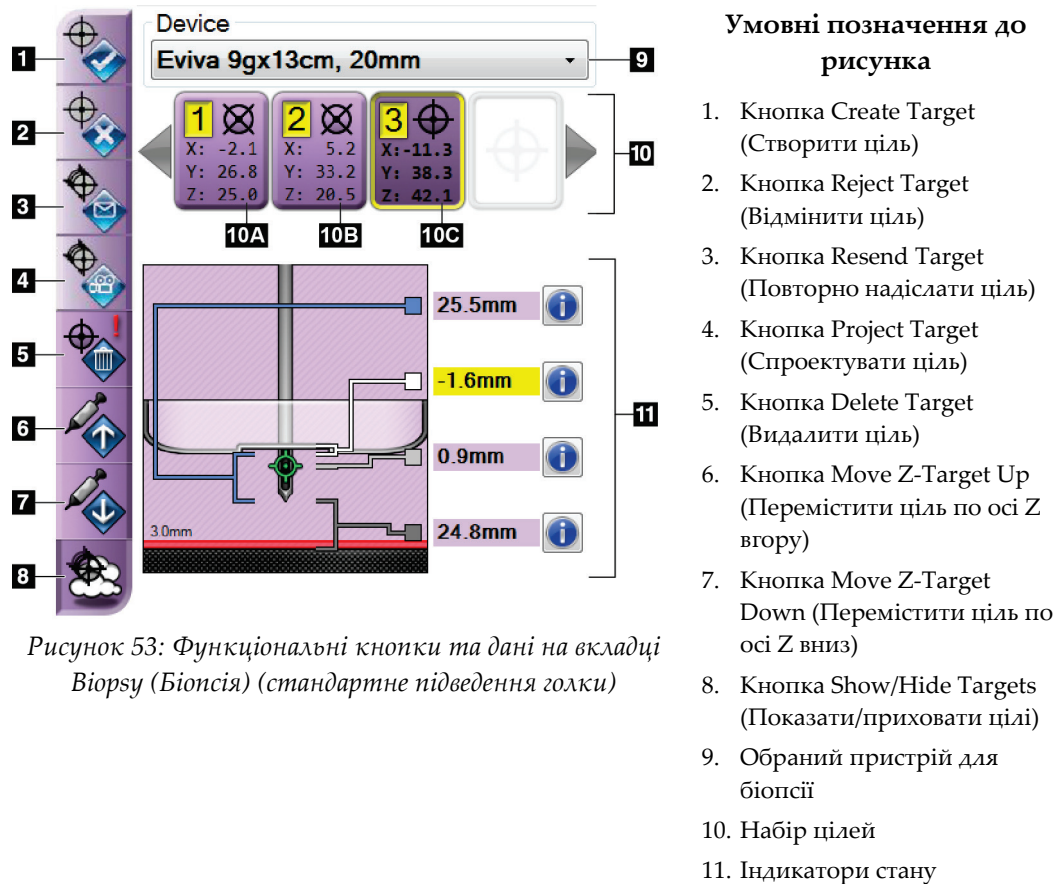 Device
Eviva 9gx13cm, 20mm
1
2
3
4
5
6
7
8
9
10
11
1
X: -2.1
Y: 26.8
Z: 25.0
2
X: 5.2
Y: 33.2
Z: 20.5
3
X:-11.3
Y: 38.3
Z: 42.1
10A
10B
10C
25.5mm
-1.6mm
0.9mm
24.8mm
3.0mm
Рисунок 53: Функціональні кнопки та дані на вкладці
Biopsy (Біопсія) (стандартне підведення голки)
Умовні позначення до
рисунка
1. Кнопка Create Target
(Створити ціль)
2. Кнопка Reject Target
(Відмінити ціль)
3. Кнопка Resend Target
(Повторно надіслати ціль)
4. Кнопка Project Target
(Спроектувати ціль)
5. Кнопка Delete Target
(Видалити ціль)
6. Кнопка Move Z-Target Up
(Перемістити ціль по осі Z
вгору)
7. Кнопка Move Z-Target
Down (Перемістити ціль по
осі Z вниз)
8. Кнопка Show/Hide Targets
(Показати/приховати цілі)
9. Обраний пристрій для
біопсії
10. Набір цілей
11. Індикатори стану